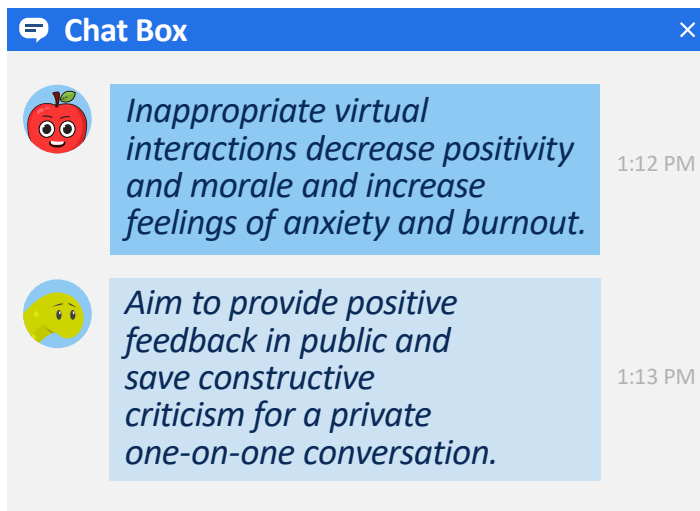 Chat Box
Inappropriate virtual
interactions decrease positivity
and morale and increase
feelings of anxiety and burnout.
1:12 PM
Aim to provide positive
feedback in public and
save constructive
criticism for a private
one-on-one conversation.
1:13 PM